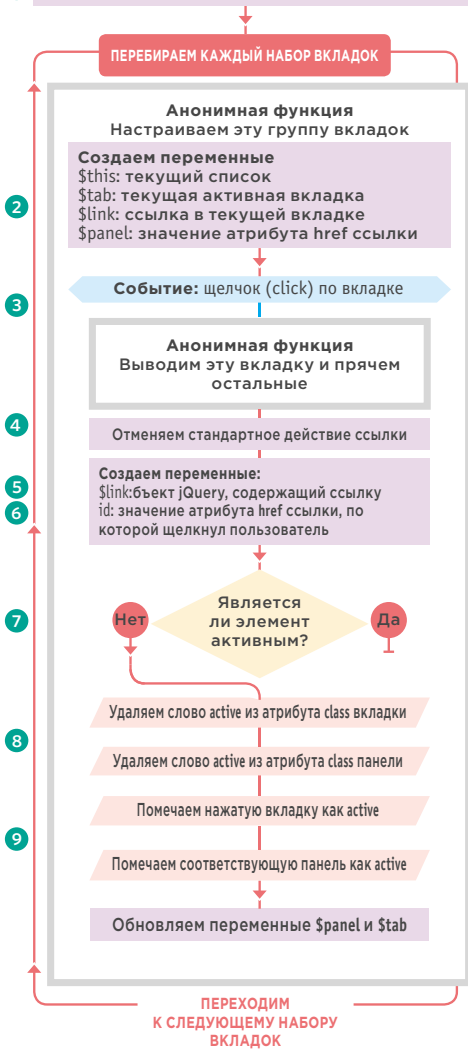 ПЕРЕБИРАЕМ КАЖДЫЙ НАБОР ВКЛАДОК
Анонимная функция
Настраиваем эту группу вкладок
Создаем переменные
$this: текущий список
$tab: текущая активная вкладка
2
$link: ссылка в текущей вкладке
$panel: значение атрибута href ссылки
Событие: щелчок (click) по вкладке
3
Анонимная функция
Выводим эту вкладку и прячем
остальные
4
Отменяем стандартное действие ссылки
Создаем переменные:
5
$link:бъект jQuery, содержащий ссылку
6
id: значение атрибута href ссылки, по
которой щелкнул пользователь
7
Нет
Является
ли элемент
активным?
Да
Удаляем слово active из атрибута class вкладки
8
Удаляем слово active из атрибута class панели
Помечаем нажатую вкладку как active
9
Помечаем соответствующую панель как active
Обновляем переменные $panel и $tab
ПЕРЕХОДИМ
К СЛЕДУЮЩЕМУ НАБОРУ
ВКЛАДОК